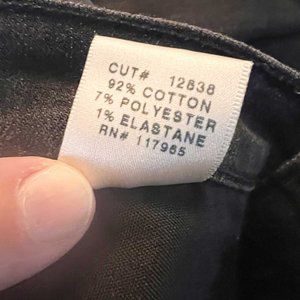 CUT# 12838
92% COTTON
7% POLYESTER
1% ELASTANE
RN# 117965